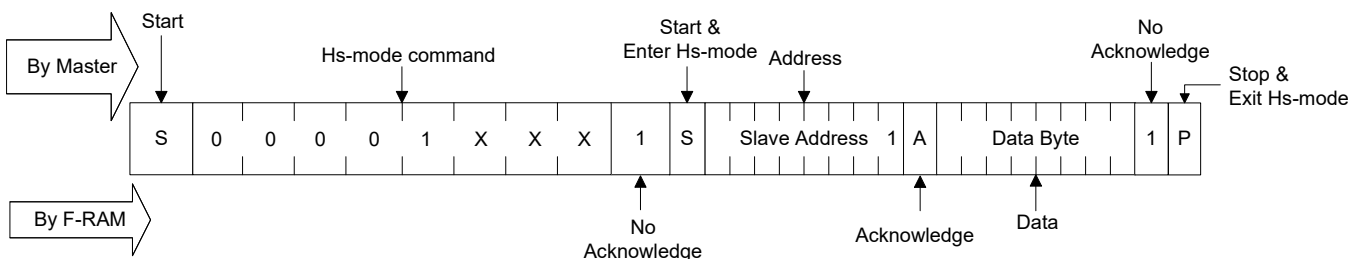 Start
Start &
Enter Hs-mode
No
Acknowledge
By Master
Hs-mode command
Address
Stop &
Exit Hs-mode
S 0 0 0 0 1 X X X 1 S Slave Address 1 A Data Byte 1 P
By F-RAM
No
Acknowledge
Acknowledge
Data